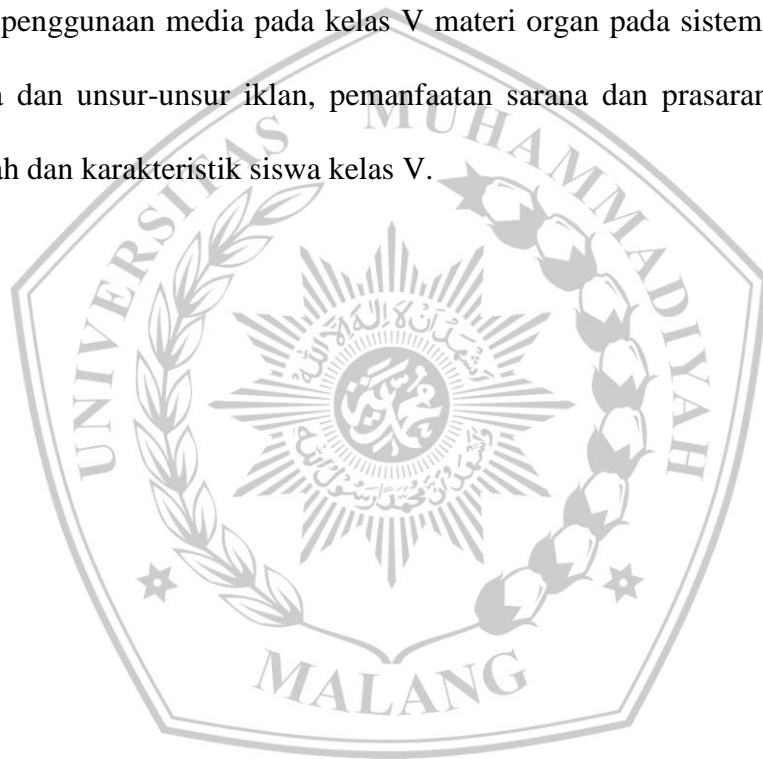 penggunaan media pada kelas V materi organ pada sistem
dan unsur-unsur iklan, pemanfaatan sarana dan
dan karakteristik siswa kelas V.
UNIVERSITAS MUHAMMADIYAH
MALANG